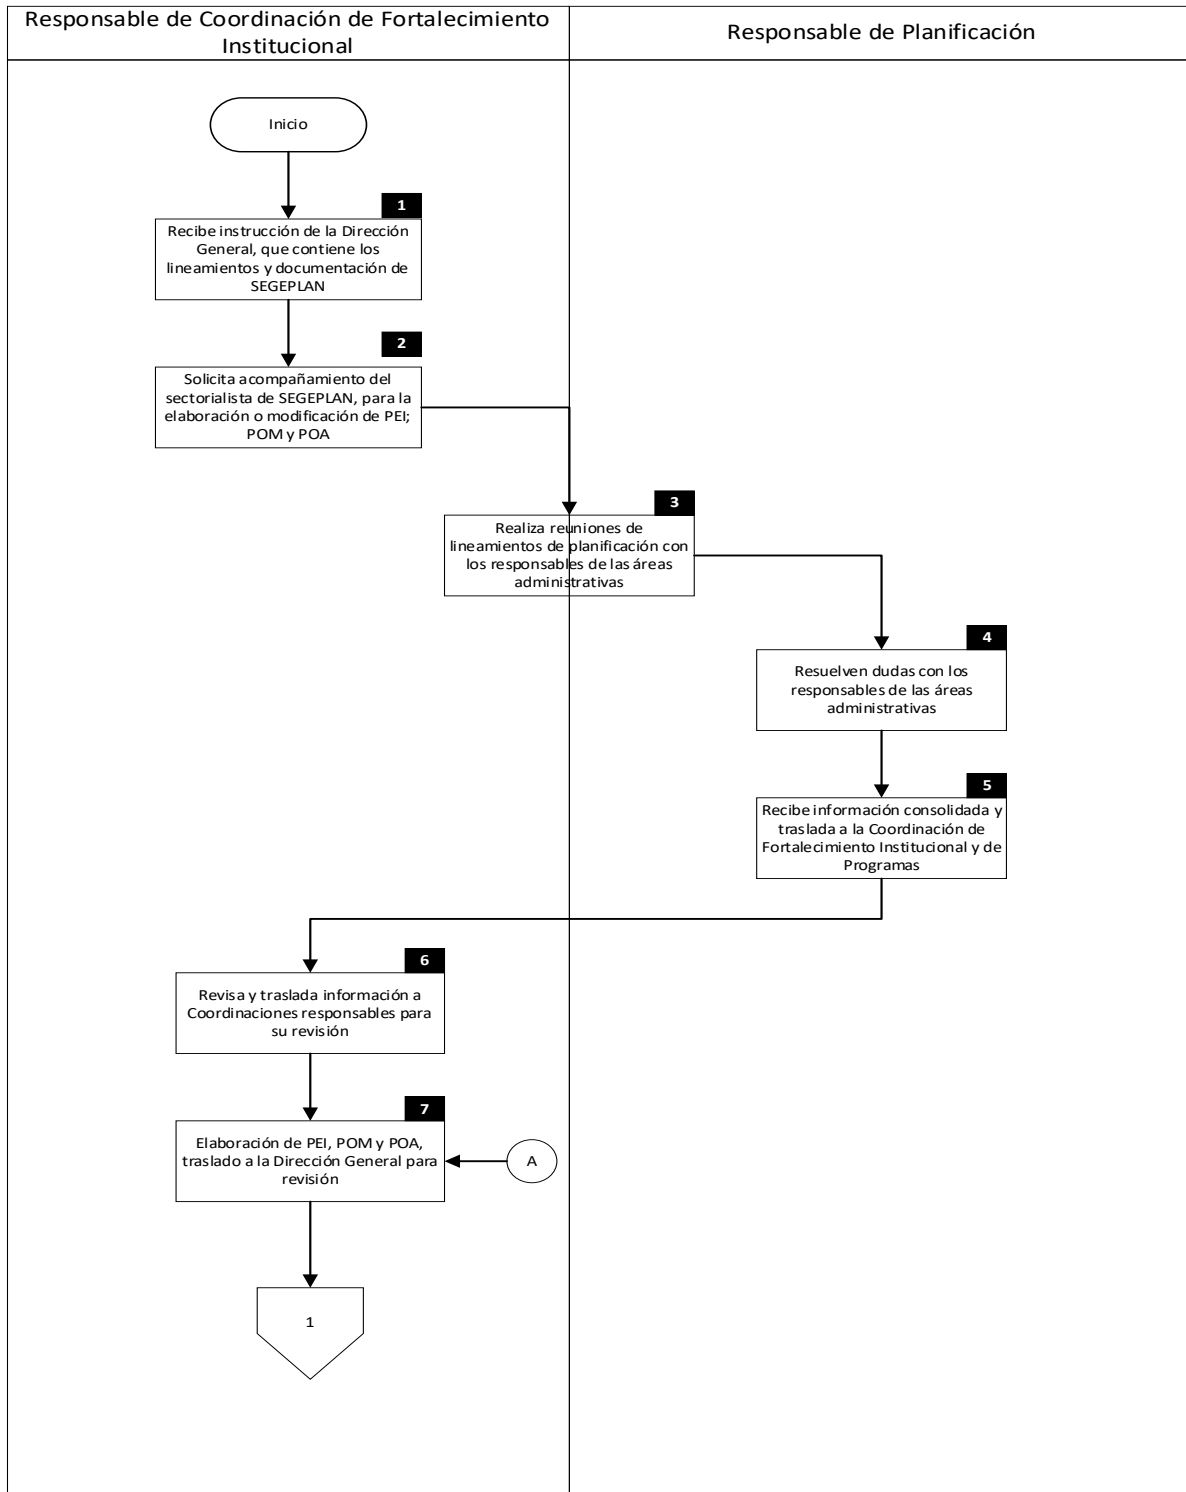 Responsable de Coordinación de Fortalecimiento
Institucional
Responsable de Planificación
Inicio
1
Recibe instrucción de la Dirección
General, que contiene los
lineamientos y documentación de
SEGEPLAN
2
Solicita acompañamiento del
sectorialista de SEGEPLAN, para la
elaboración o modificación de PEI;
POM y POA
3
Realiza reuniones de
lineamientos de planificación con
los responsables de las áreas
administrativas
4
Resuelven dudas con los
responsables de las áreas
administrativas
5
Recibe información consolidada y
traslada a la Coordinación de
Fortalecimiento Institucional y de
Programas
6
Revisa y traslada información a
Coordinaciones responsables para
su revisión
7
Elaboración de PEI, POM y POA,
traslado a la Dirección General para
revisión
A
1